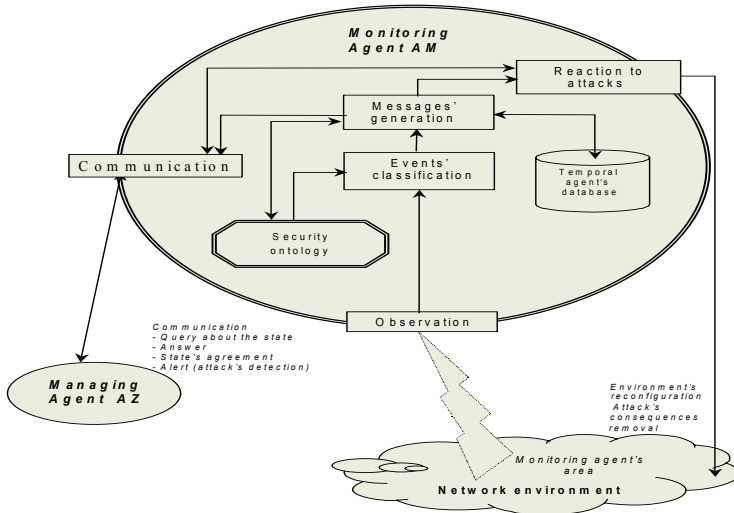 Monitoring
Agent AM
Reaction to
attacks
Messages'
generation
Communication
Events'
classification
Temporal
agent's
database
Security
ontology
Observation
Communication
- Query about the state
- Answer
- State's agreement
- Alert (attack's detection)
Managing
Agent AZ
Environment's
reconfiguration
Attack's
consequences
removal
Monitoring agent's
area
Network environment